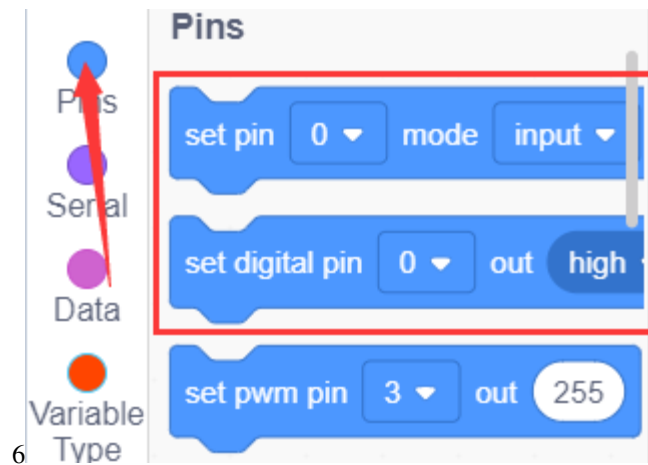 Pins
Pins
set pin 0 mode input
Serial
set digital pin 0 out high
Data
set pwm pin 3 out 255
Variable
Type
6